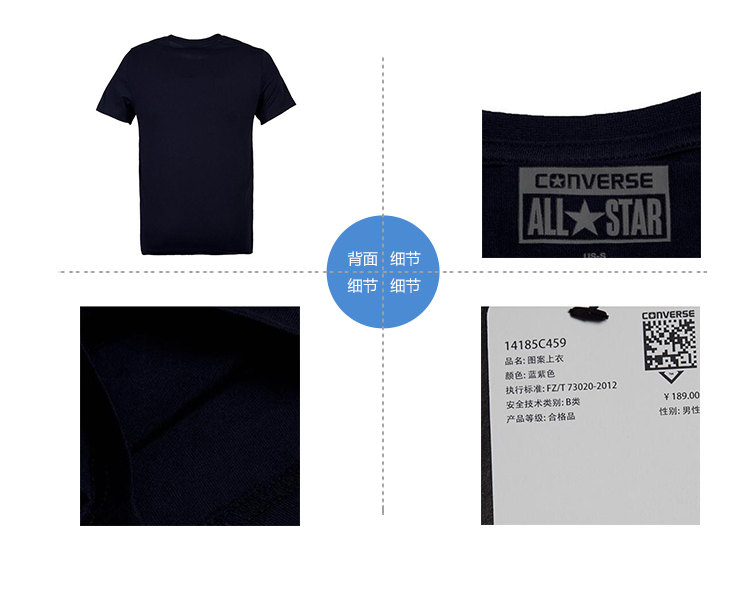 CONVERSE
ALL★STAR
US-S
背面 细节
细节 细节
CONVERSE
14185C459
品名: 图案上衣
颜色: 蓝紫色
执行标准: FZ/T 73020-2012
安全技术类别: B类
产品等级: 合格品
￥189.00
性别: 男性